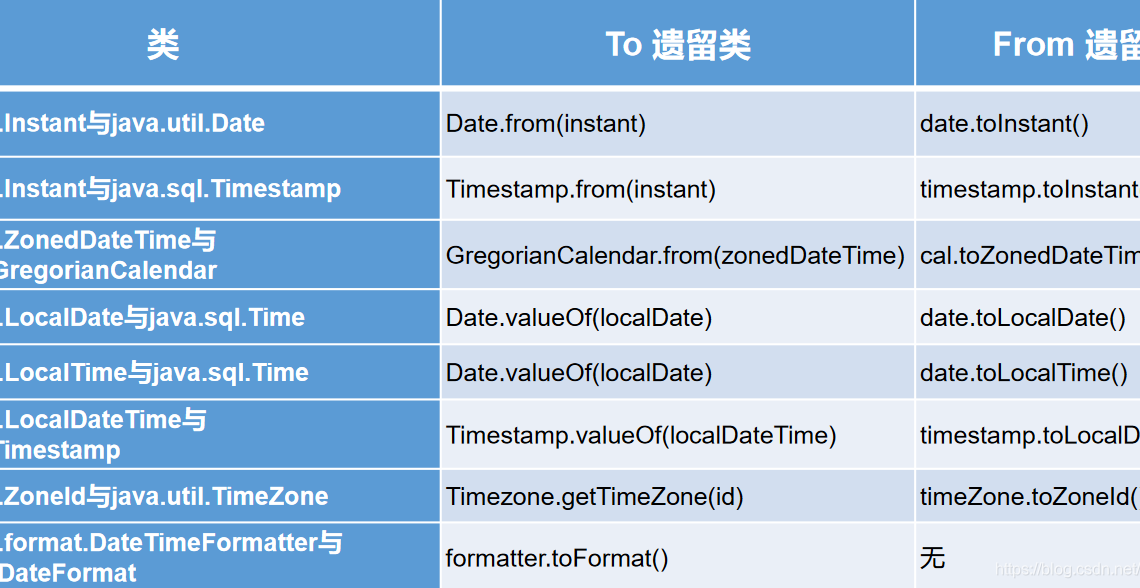 类 To 遗留类 From 遗留
.Instant与java.util.Date Date.from(instant) date.toInstant()
.Instant与java.sql.Timestamp Timestamp.from(instant) timestamp.toInstant
.ZonedDateTime与
GregorianCalendar GregorianCalendar.from(zonedDateTime) cal.toZonedDateTim
.LocalDate与java.sql.Time Date.valueOf(localDate) date.toLocalDate()
.LocalTime与java.sql.Time Date.valueOf(localDate) date.toLocalTime()
.LocalDateTime与
Timestamp Timestamp.valueOf(localDateTime) timestamp.toLocalD
.ZoneId与java.util.TimeZone Timezone.getTimeZone(id) timeZone.toZoneId(
.format.DateTimeFormatter与
DateFormat formatter.toFormat() 无
https://blog.csdn.net/